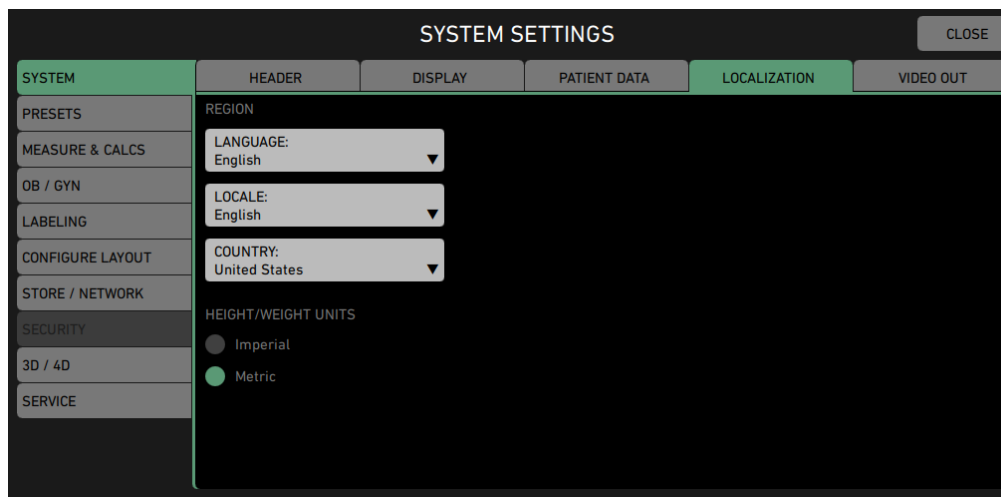 SYSTEM SETTINGS
CLOSE
SYSTEM
HEADER
DISPLAY
PATIENT DATA
LOCALIZATION
VIDEO OUT
PRESETS
MEASURE & CALCS
OB / GYN
LABELING
CONFIGURE LAYOUT
STORE / NETWORK
SECURITY
3D / 4D
SERVICE
REGION
LANGUAGE:
English
LOCALE:
English
COUNTRY:
United States
HEIGHT/WEIGHT UNITS
Imperial
Metric